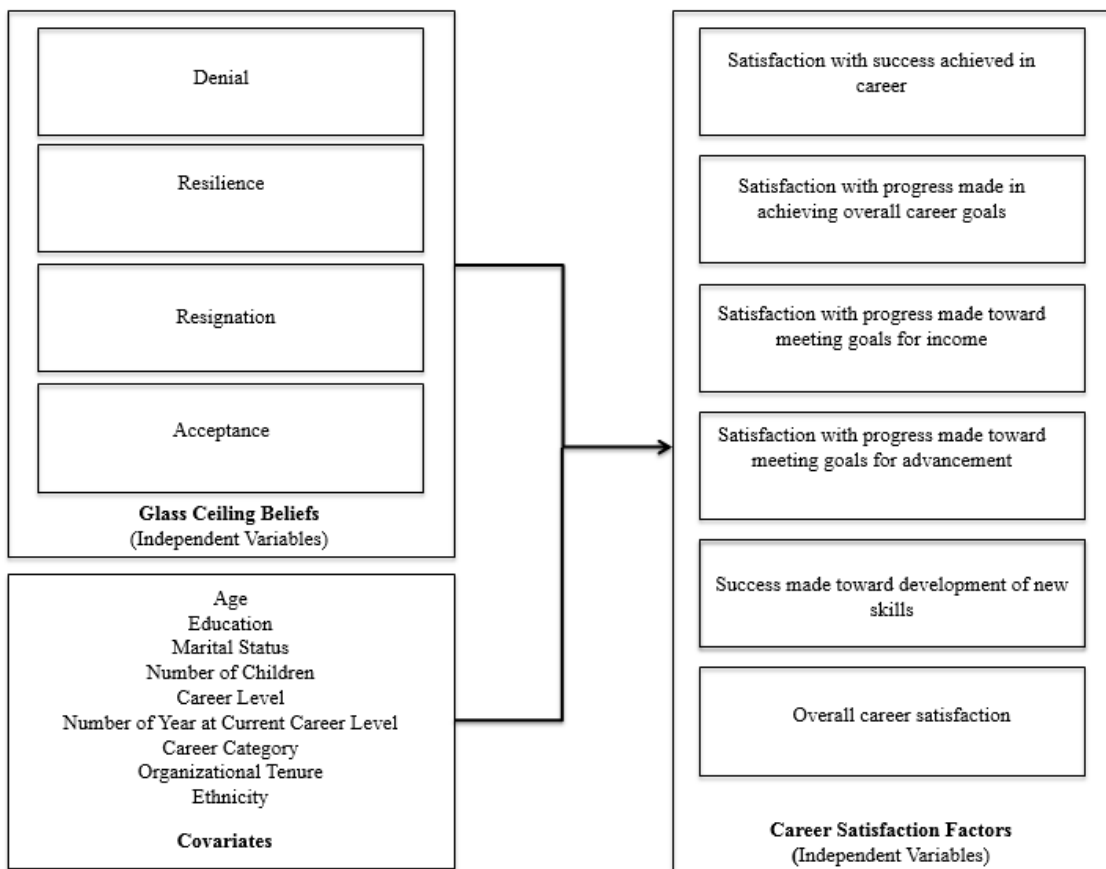 Denial
Resilience
Resignation
Acceptance
Glass Ceiling Beliefs
(Independent Variables)
Age
Education
Marital Status
Number of Children
Career Level
Number of Year at Current Career Level
Career Category
Organizational Tenure
Ethnicity
Covariates
Satisfaction with success achieved in
career
Satisfaction with progress made in
achieving overall career goals
Satisfaction with progress made toward
meeting goals for income
Satisfaction with progress made toward
meeting goals for advancement
Success made toward development of new
skills
Overall career satisfaction
Career Satisfaction Factors
(Independent Variables)